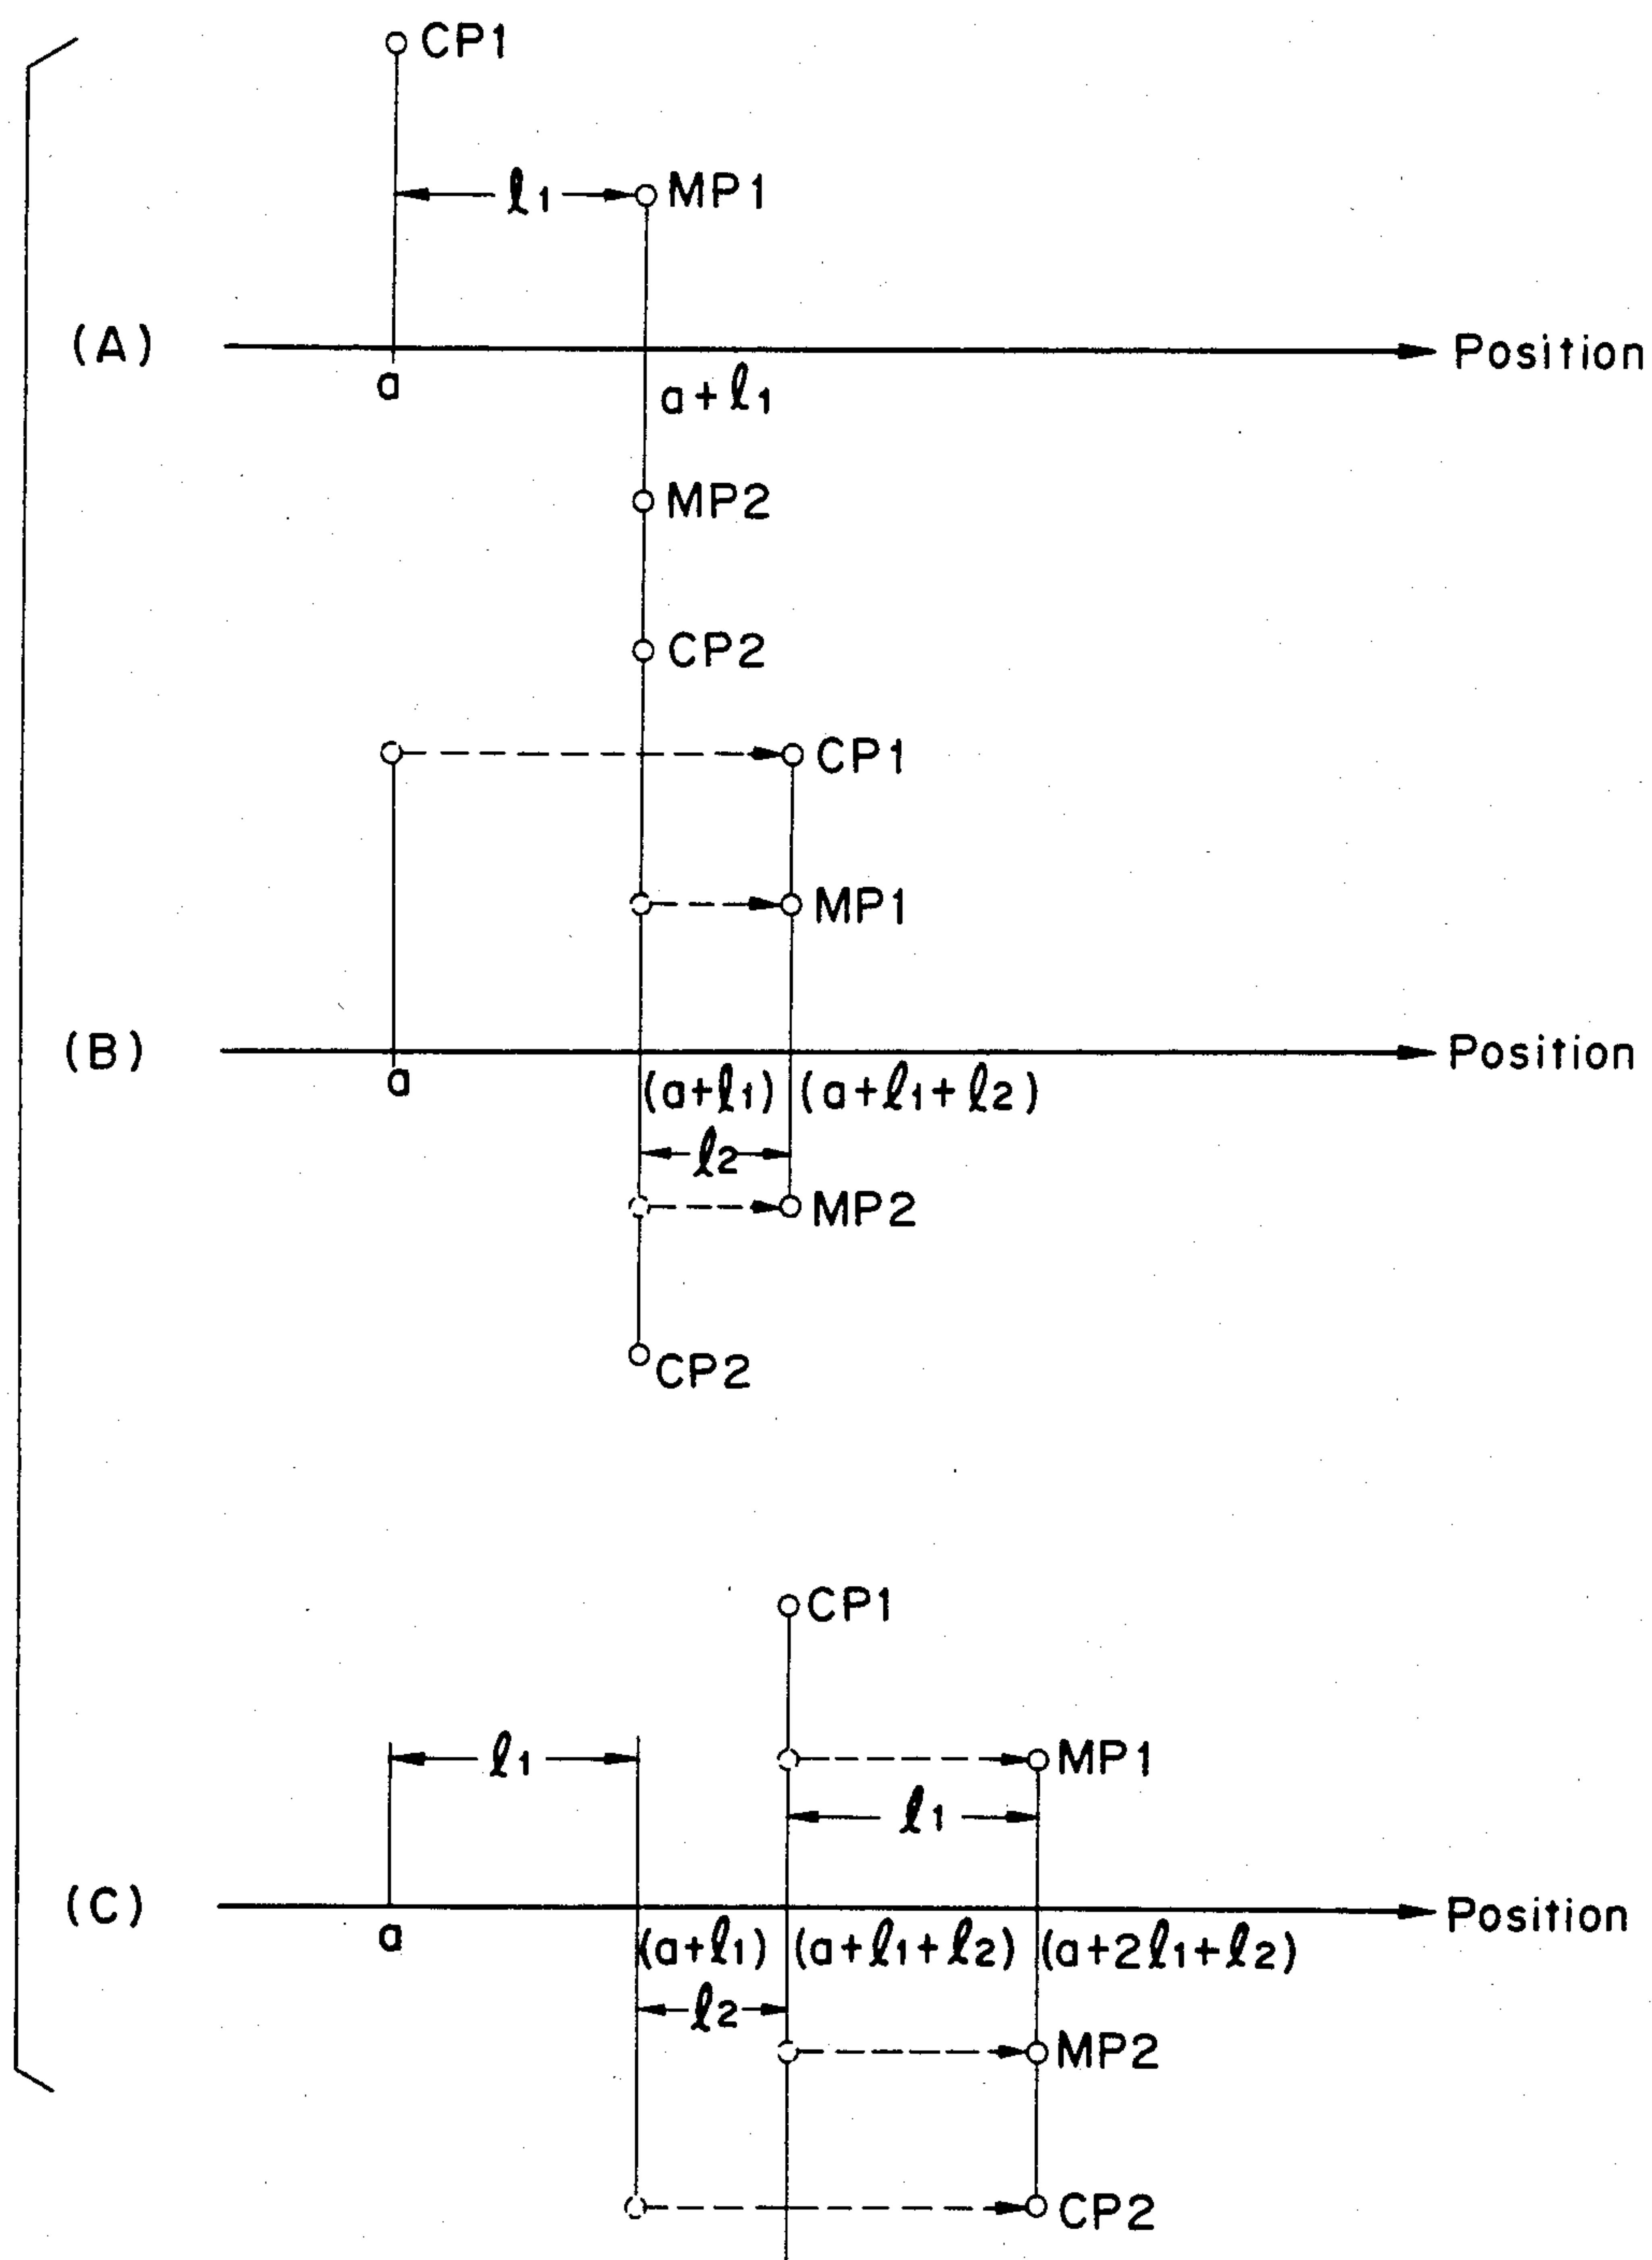 CP1
ℓ1
MP1
(A)
Position
a
a+ℓ1
MP2
CP2
CP1
MP1
(B)
Position
a
(a+ℓ1)
(a+ℓ1+ℓ2)
ℓ2
MP2
CP2
CP1
ℓ1
MP1
ℓ1
(C)
Position
a
(a+ℓ1)
(a+ℓ1+ℓ2)
(a+2ℓ1+ℓ2)
ℓ2
MP2
CP2